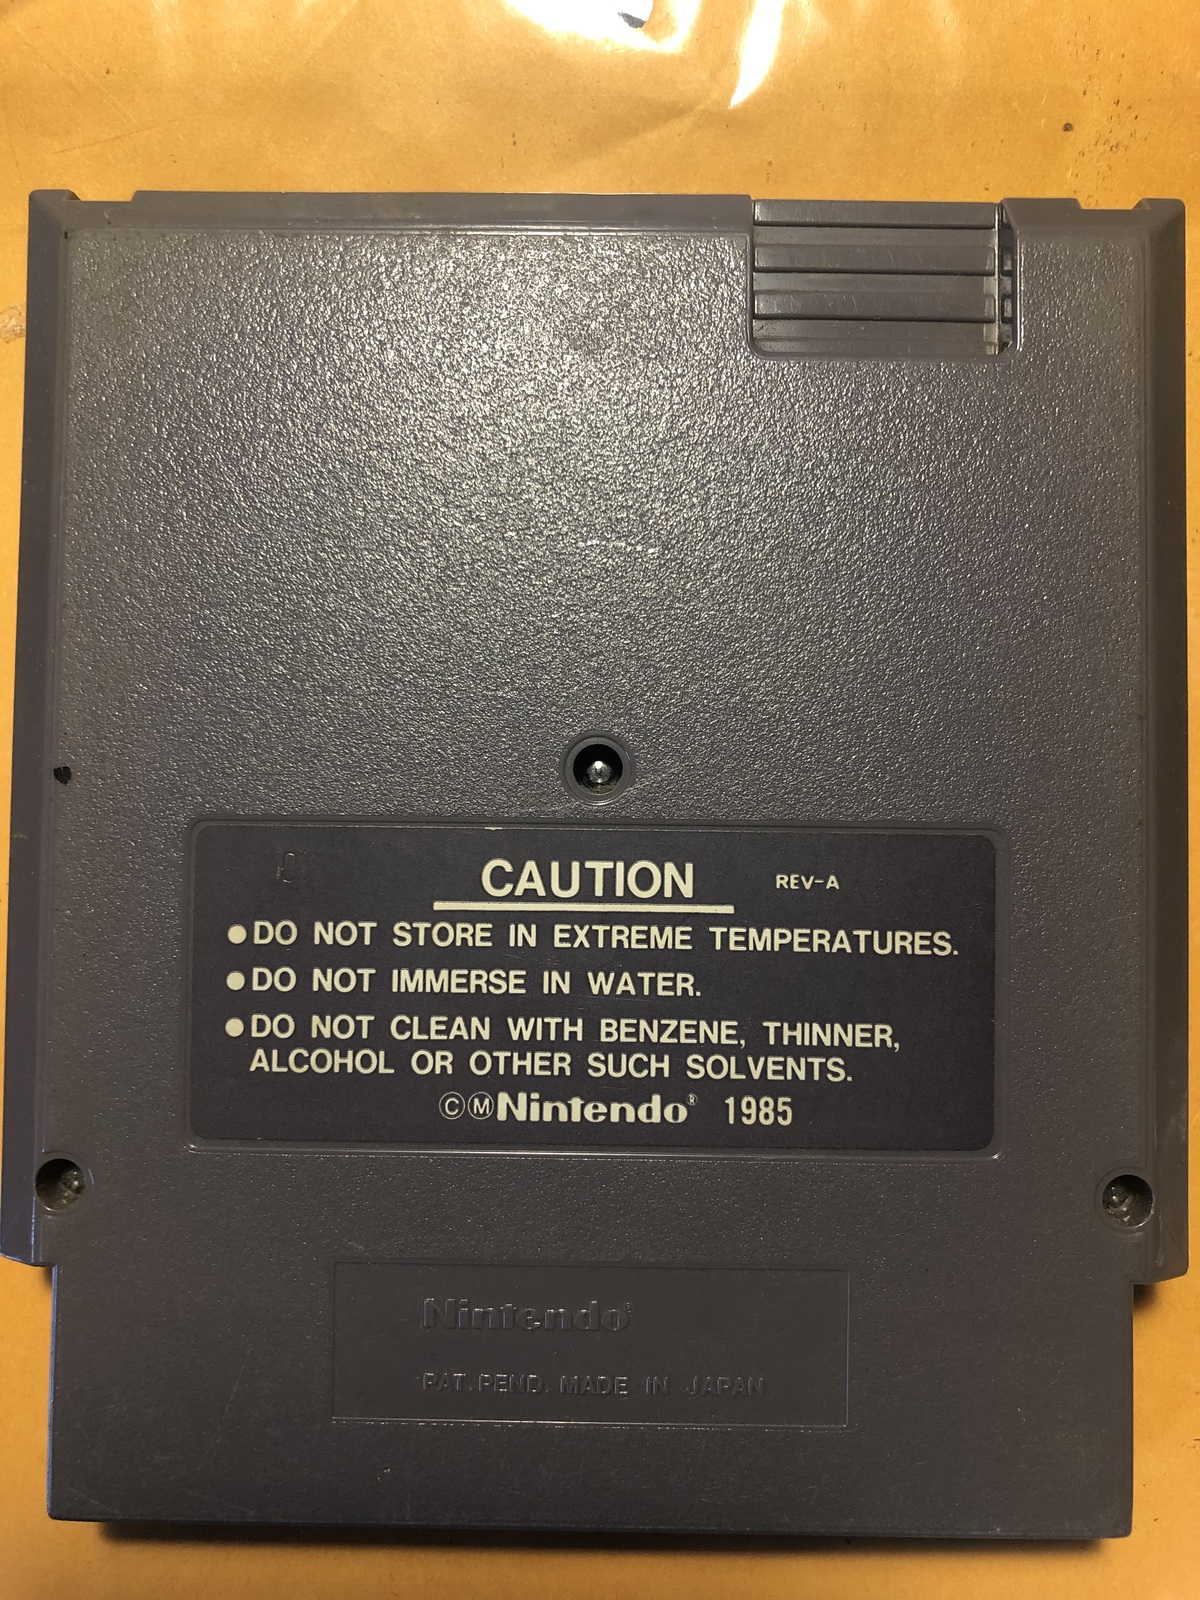 CAUTION REV-A
●DO NOT STORE IN EXTREME TEMPERATURES.
●DO NOT IMMERSE IN WATER.
●DO NOT CLEAN WITH BENZENE, THINNER,
ALCOHOL OR OTHER SUCH SOLVENTS.
ⒸⓂNintendo® 1985
Nintendo®
PAT. PEND. MADE IN JAPAN